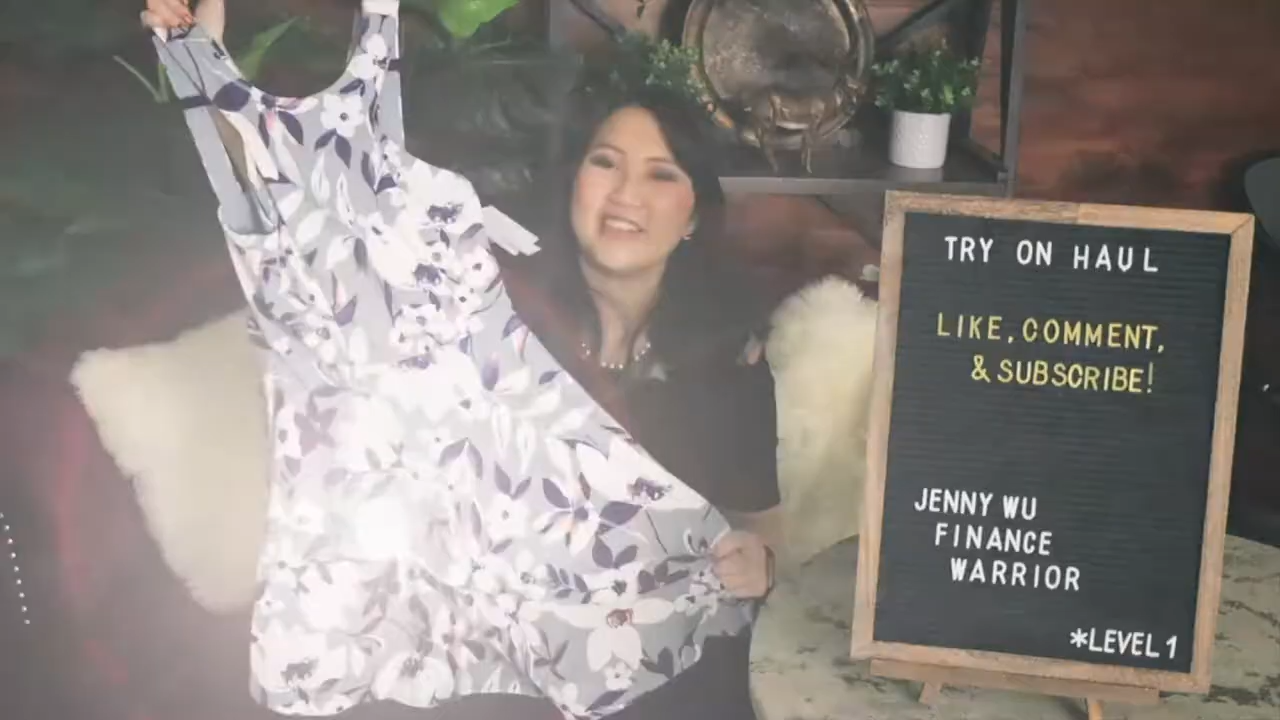 TRY ON HAUL
LIKE, COMMENT,
& SUBSCRIBE!
JENNY WU
FINANCE
WARRIOR
*LEVEL 1